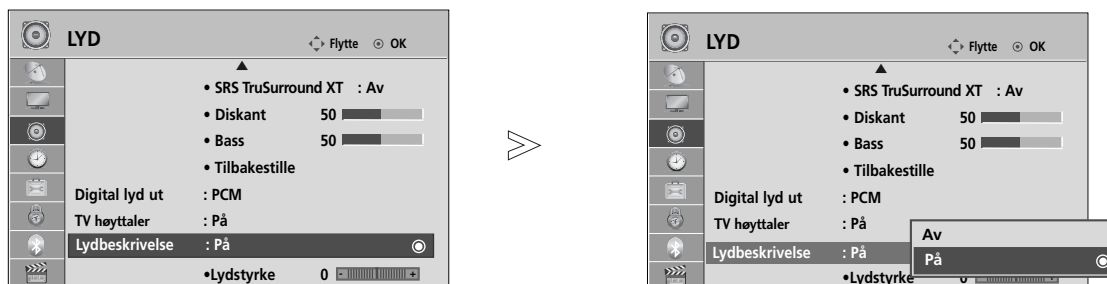 LYD
Flytte OK
• SRS TruSurround XT : Av
• Diskant 50
• Bass 50
• Tilbakestille
Digital lyd ut : PCM
TV høyttaler : På
Lydbeskrivelse : På
•Lydstyrke 0 - +
LYD
Flytte OK
• SRS TruSurround XT : Av
• Diskant 50
• Bass 50
• Tilbakestille
Digital lyd ut : PCM
TV høyttaler : På
Lydbeskrivelse : På
•Lydstyrke 0
Av
På